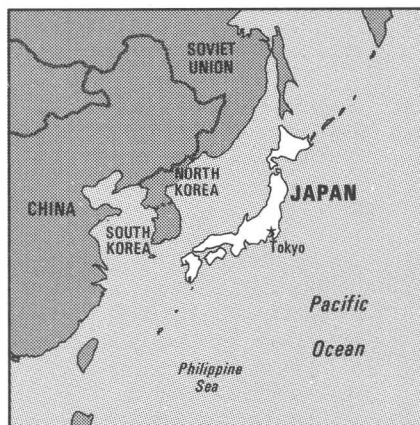 SOVIET
UNION
NORTH
KOREA
CHINA
JAPAN
SOUTH
KOREA
Tokyo
Pacific
Ocean
Philippine
Sea